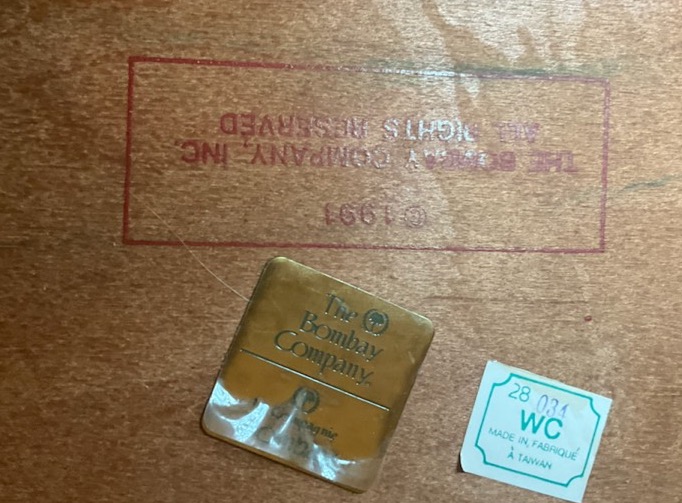 © 1991
THE BOMBAY COMPANY, INC.
ALL RIGHTS RESERVED
The
Bombay
Company
28 034
WC
MADE IN, FABRIQUÉ
À TAIWAN